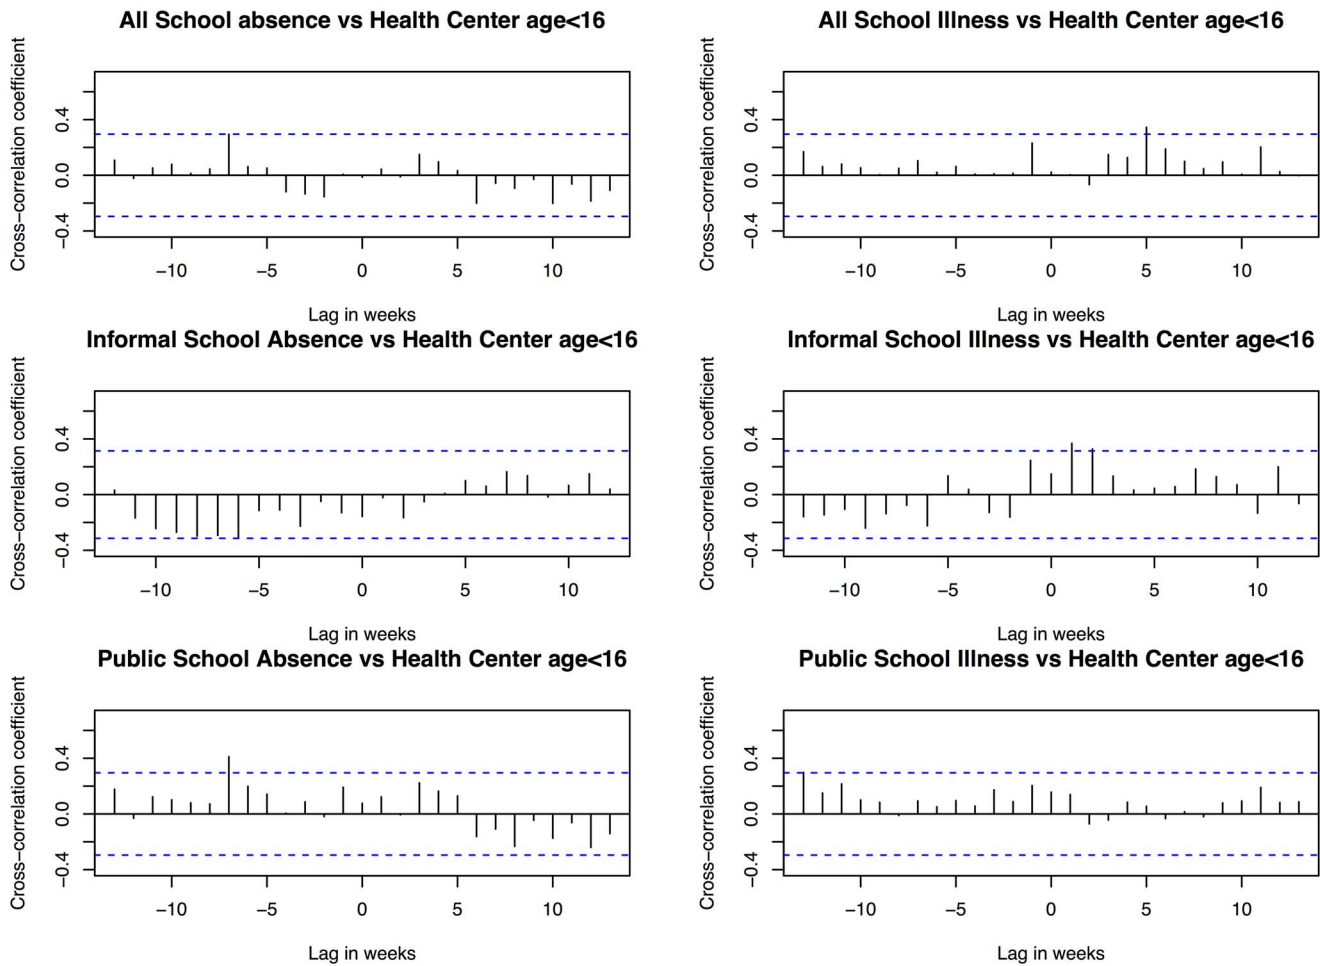 All School absence vs Health Center age<16
Cross−correlation coefficient
0.4
0.0
−0.4
−10 −5 0 5 10
Lag in weeks
All School Illness vs Health Center age<16
Cross−correlation coefficient
0.4
0.0
−0.4
−10 −5 0 5 10
Lag in weeks
Informal School Absence vs Health Center age<16
Cross−correlation coefficient
0.4
0.0
−0.4
−10 −5 0 5 10
Lag in weeks
Informal School Illness vs Health Center age<16
Cross−correlation coefficient
0.4
0.0
−0.4
−10 −5 0 5 10
Lag in weeks
Public School Absence vs Health Center age<16
Cross−correlation coefficient
0.4
0.0
−0.4
−10 −5 0 5 10
Lag in weeks
Public School Illness vs Health Center age<16
Cross−correlation coefficient
0.4
0.0
−0.4
−10 −5 0 5 10
Lag in weeks